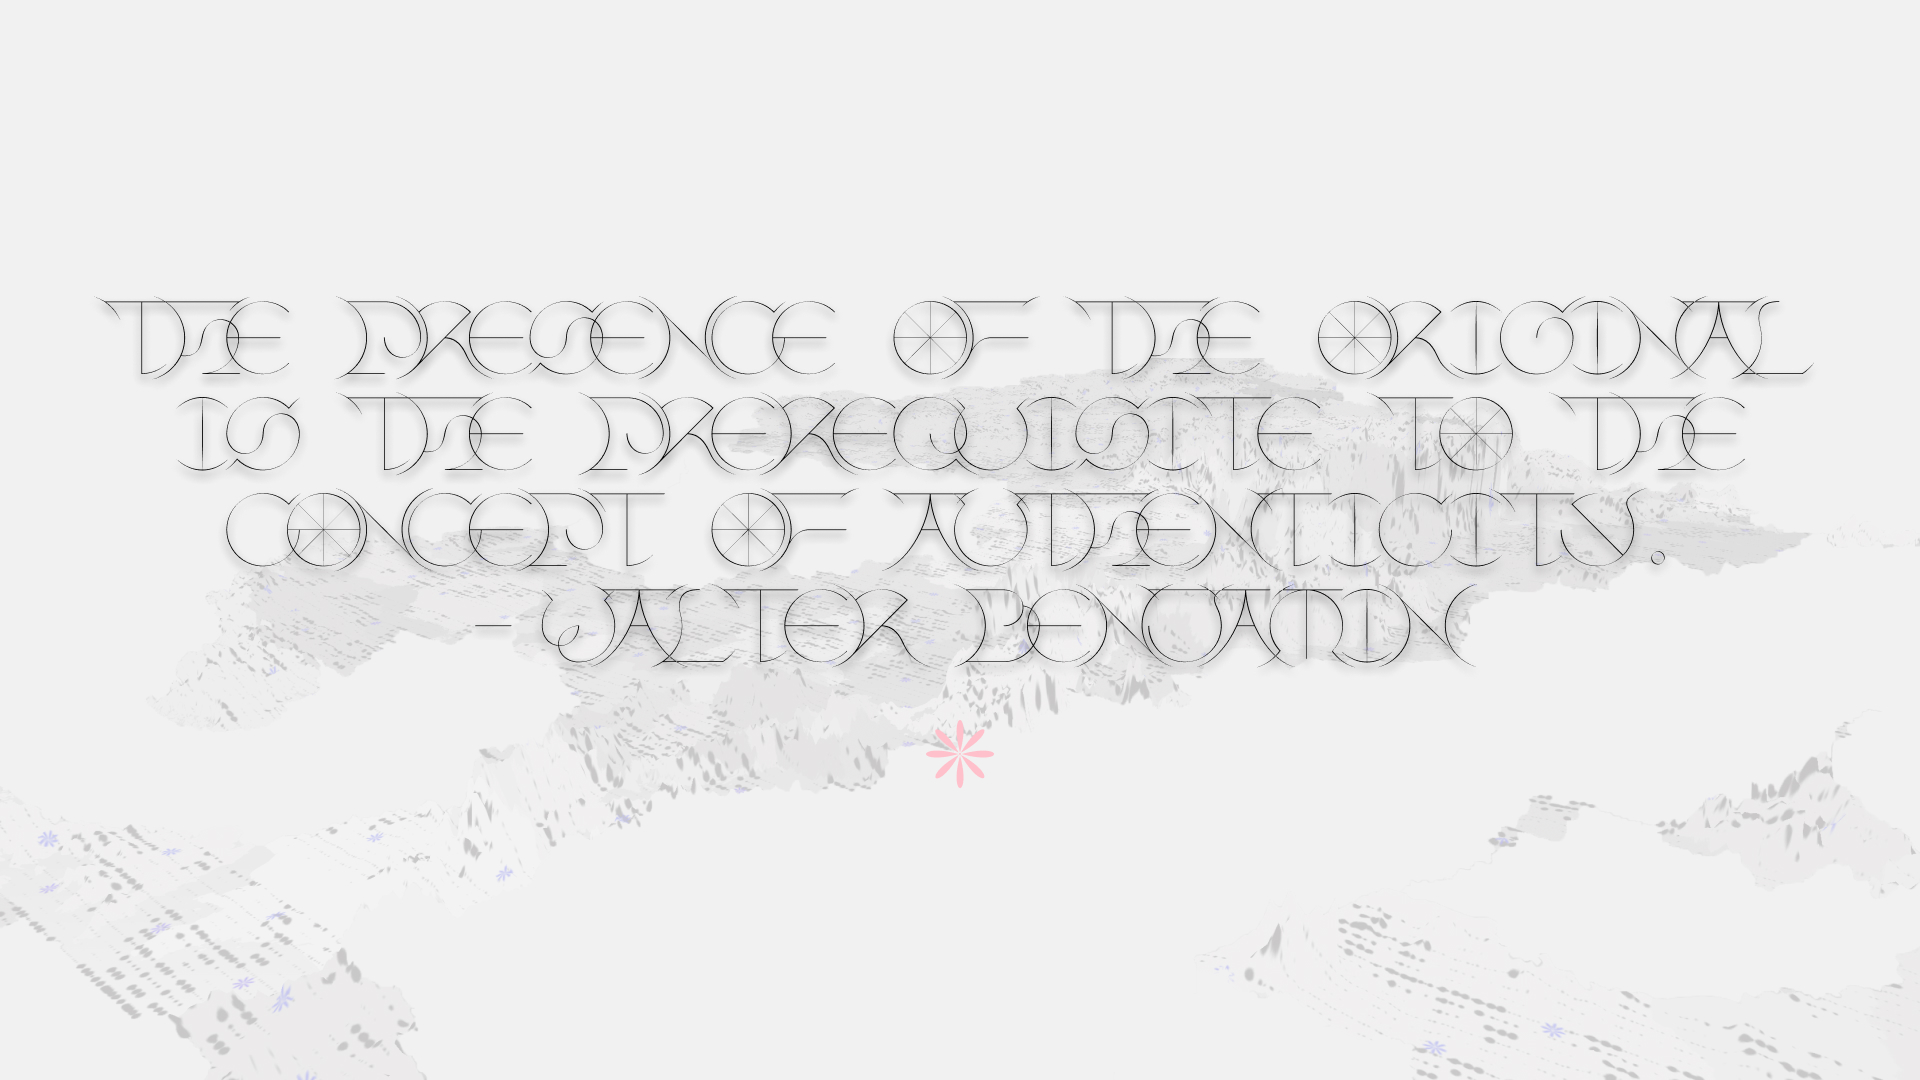 THE PRESENCE OF THE ORIGINAL
IS THE PREREQUISITE TO THE
CONCEPT OF AUTHENTICITY.
– WALTER BENJAMIN